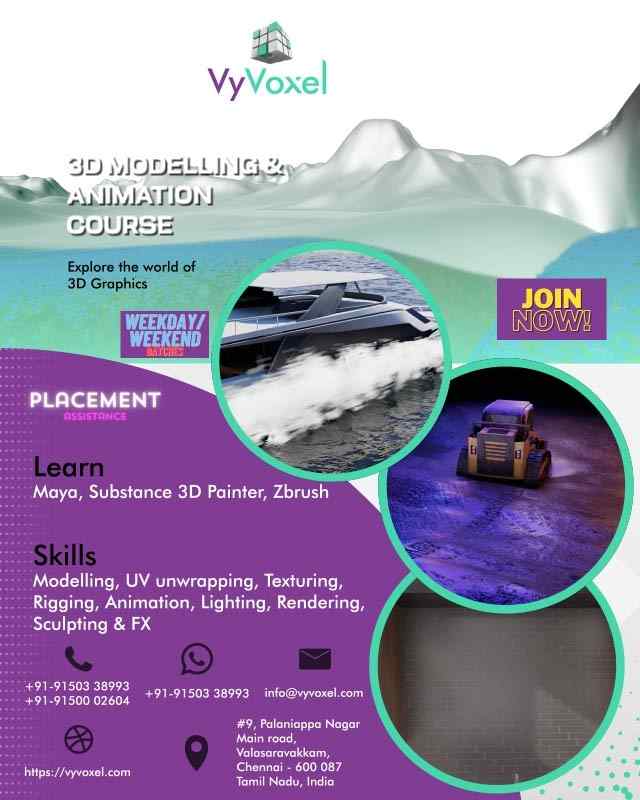 VyVoxel
3D MODELLING &
ANIMATION
COURSE
Explore the world of
3D Graphics
WEEKDAY/
WEEKEND
BATCHES
JOIN
NOW!
PLACEMENT
ASSISTANCE
Learn
Maya, Substance 3D Painter, Zbrush
Skills
Modelling, UV unwrapping, Texturing,
Rigging, Animation, Lighting, Rendering,
Sculpting & FX
+91-91503 38993
+91-91500 02604
+91-91503 38993
info@vyvoxel.com
https://vyvoxel.com
#9, Palaniappa Nagar
Main road,
Valasaravakkam,
Chennai - 600 087
Tamil Nadu, India